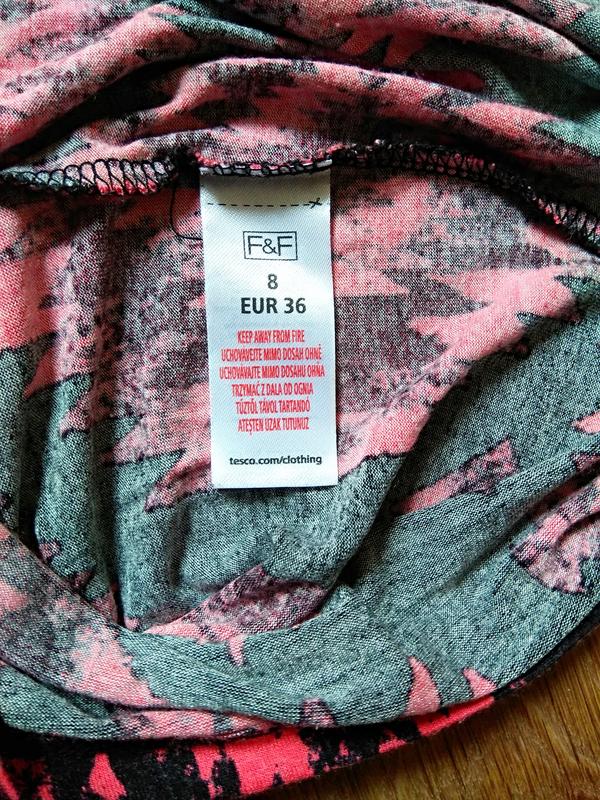 F&F
8
EUR 36
KEEP AWAY FROM FIRE
UCHOVÁVEJTE MIMO DOSAH OHNĚ
UCHOVÁVAJTE MIMO DOSAHU OHŇA
TRZYMAĆ Z DALA OD OGNIA
TŰZTŐL TÁVOL TARTANDÓ
ATEŞTEN UZAK TUTUNUZ
tesco.com/clothing